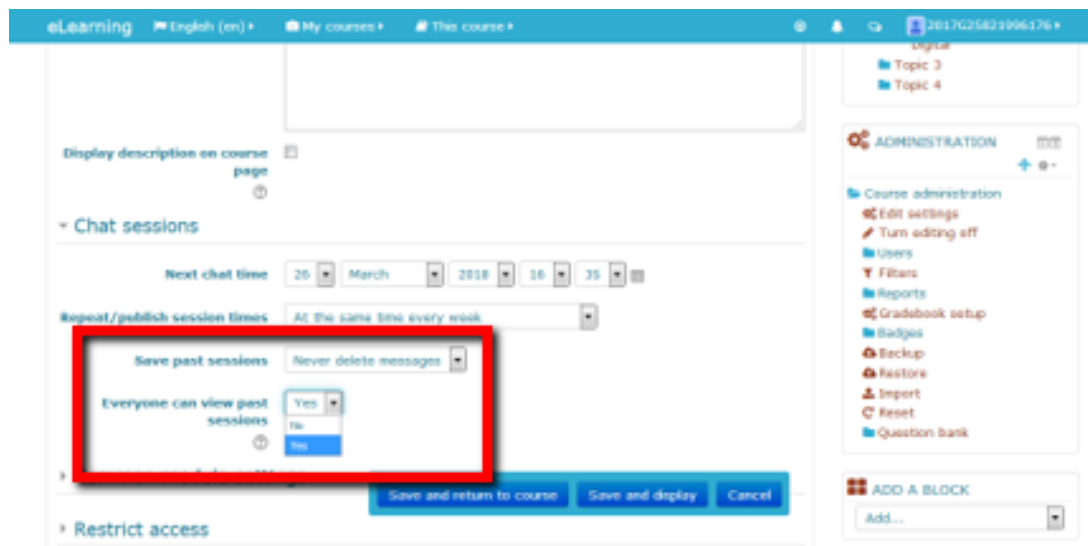 eLearning English (en) My courses This course 2017G25821996176
Digital
Topic 3
Topic 4
Display description on course
page
Chat sessions
Next chat time 26 March 2018 16 35
Repeat/publish session times At the same time every week
Save past sessions Never delete messages
Everyone can view past
sessions
Yes
No
Yes
Save and return to course Save and display Cancel
Restrict access
ADMINISTRATION
Course administration
Edit settings
Turn editing off
Users
Filters
Reports
Gradebook setup
Badges
Backup
Restore
Import
Reset
Question bank
ADD A BLOCK
Add...